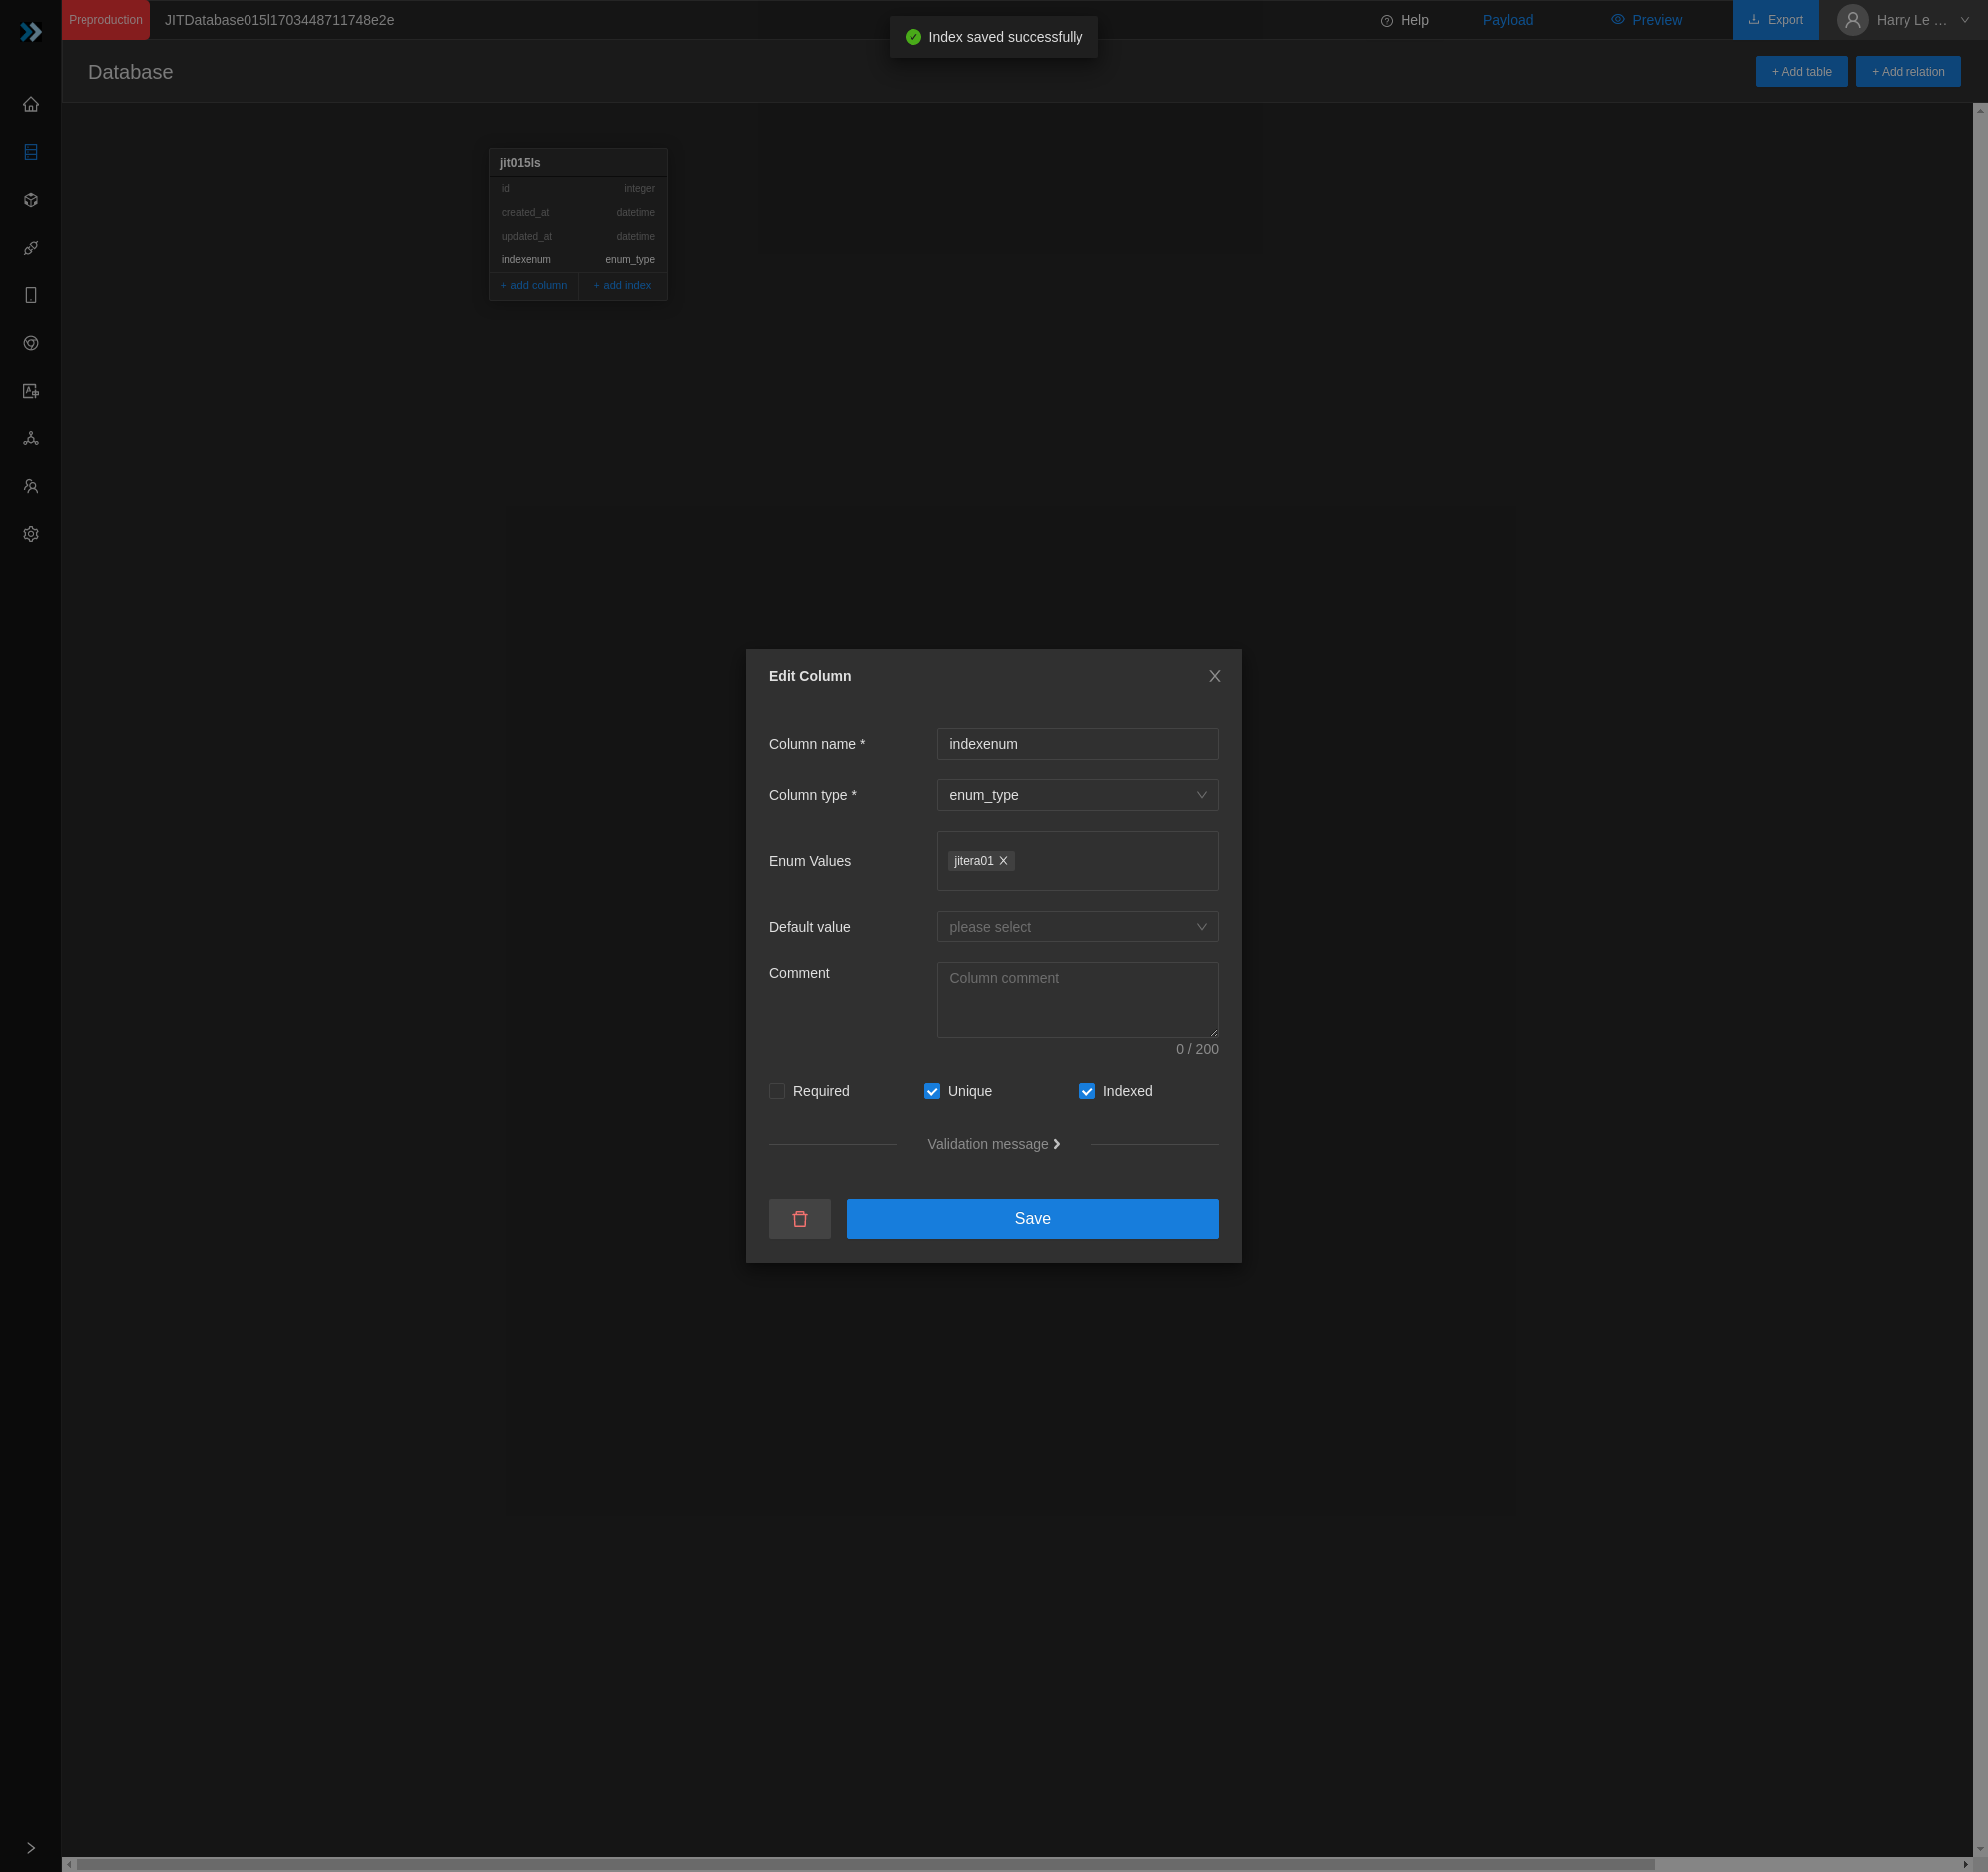 Preproduction JITDatabase015l1703448711748e2e Help Payload Preview Export Harry Le ...
Index saved successfully
Database + Add table + Add relation
jit015ls
id integer
created_at datetime
updated_at datetime
indexenum enum_type
+ add column + add index
Edit Column
Column name * indexenum
Column type * enum_type
Enum Values jitera01
Default value please select
Comment Column comment
0 / 200
Required Unique Indexed
Validation message
Save